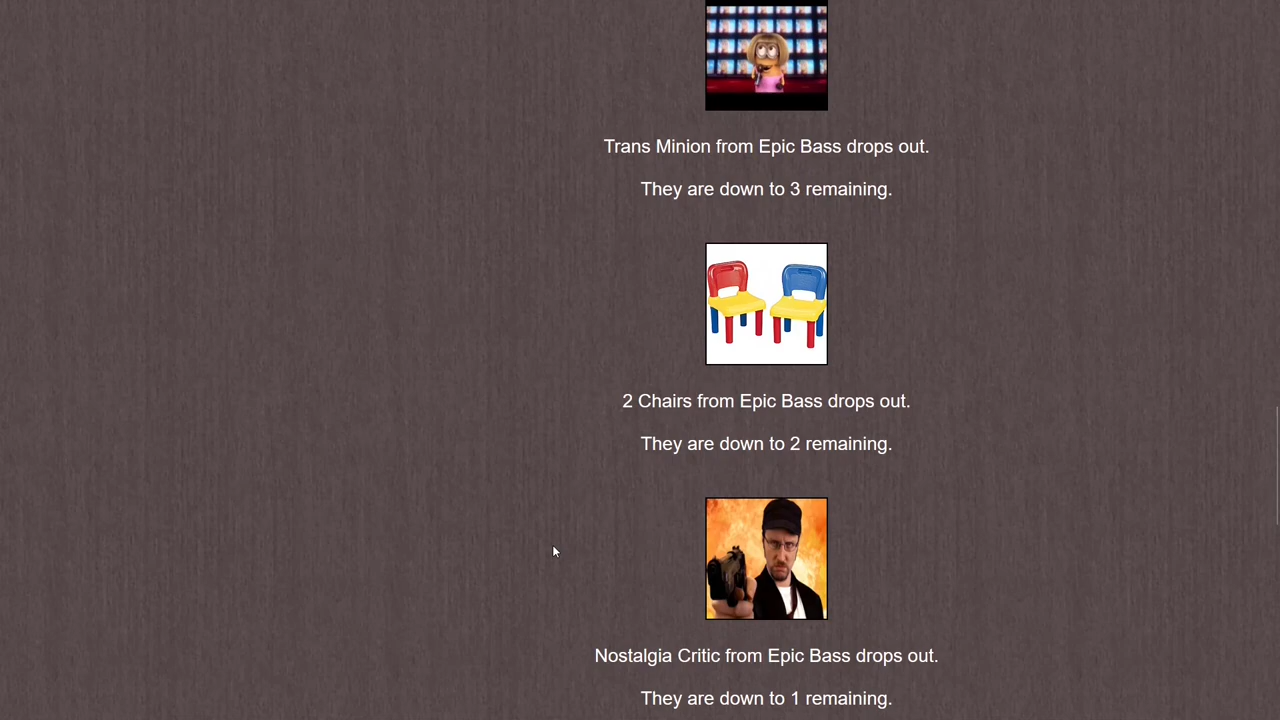 Trans Minion from Epic Bass drops out.
They are down to 3 remaining.
2 Chairs from Epic Bass drops out.
They are down to 2 remaining.
Nostalgia Critic from Epic Bass drops out.
They are down to 1 remaining.